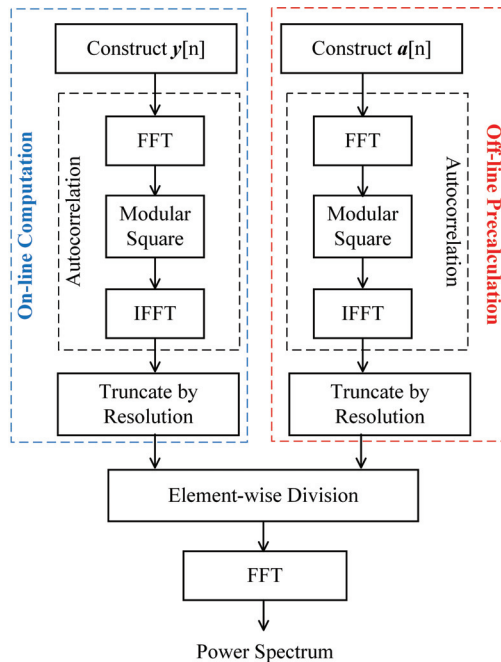 Construct y[n]
FFT
Modular
Square
IFFT
Autocorrelation
Truncate by
Resolution
On-line Computation
Construct a[n]
FFT
Modular
Square
IFFT
Autocorrelation
Truncate by
Resolution
Off-line Precalculation
Element-wise Division
FFT
Power Spectrum